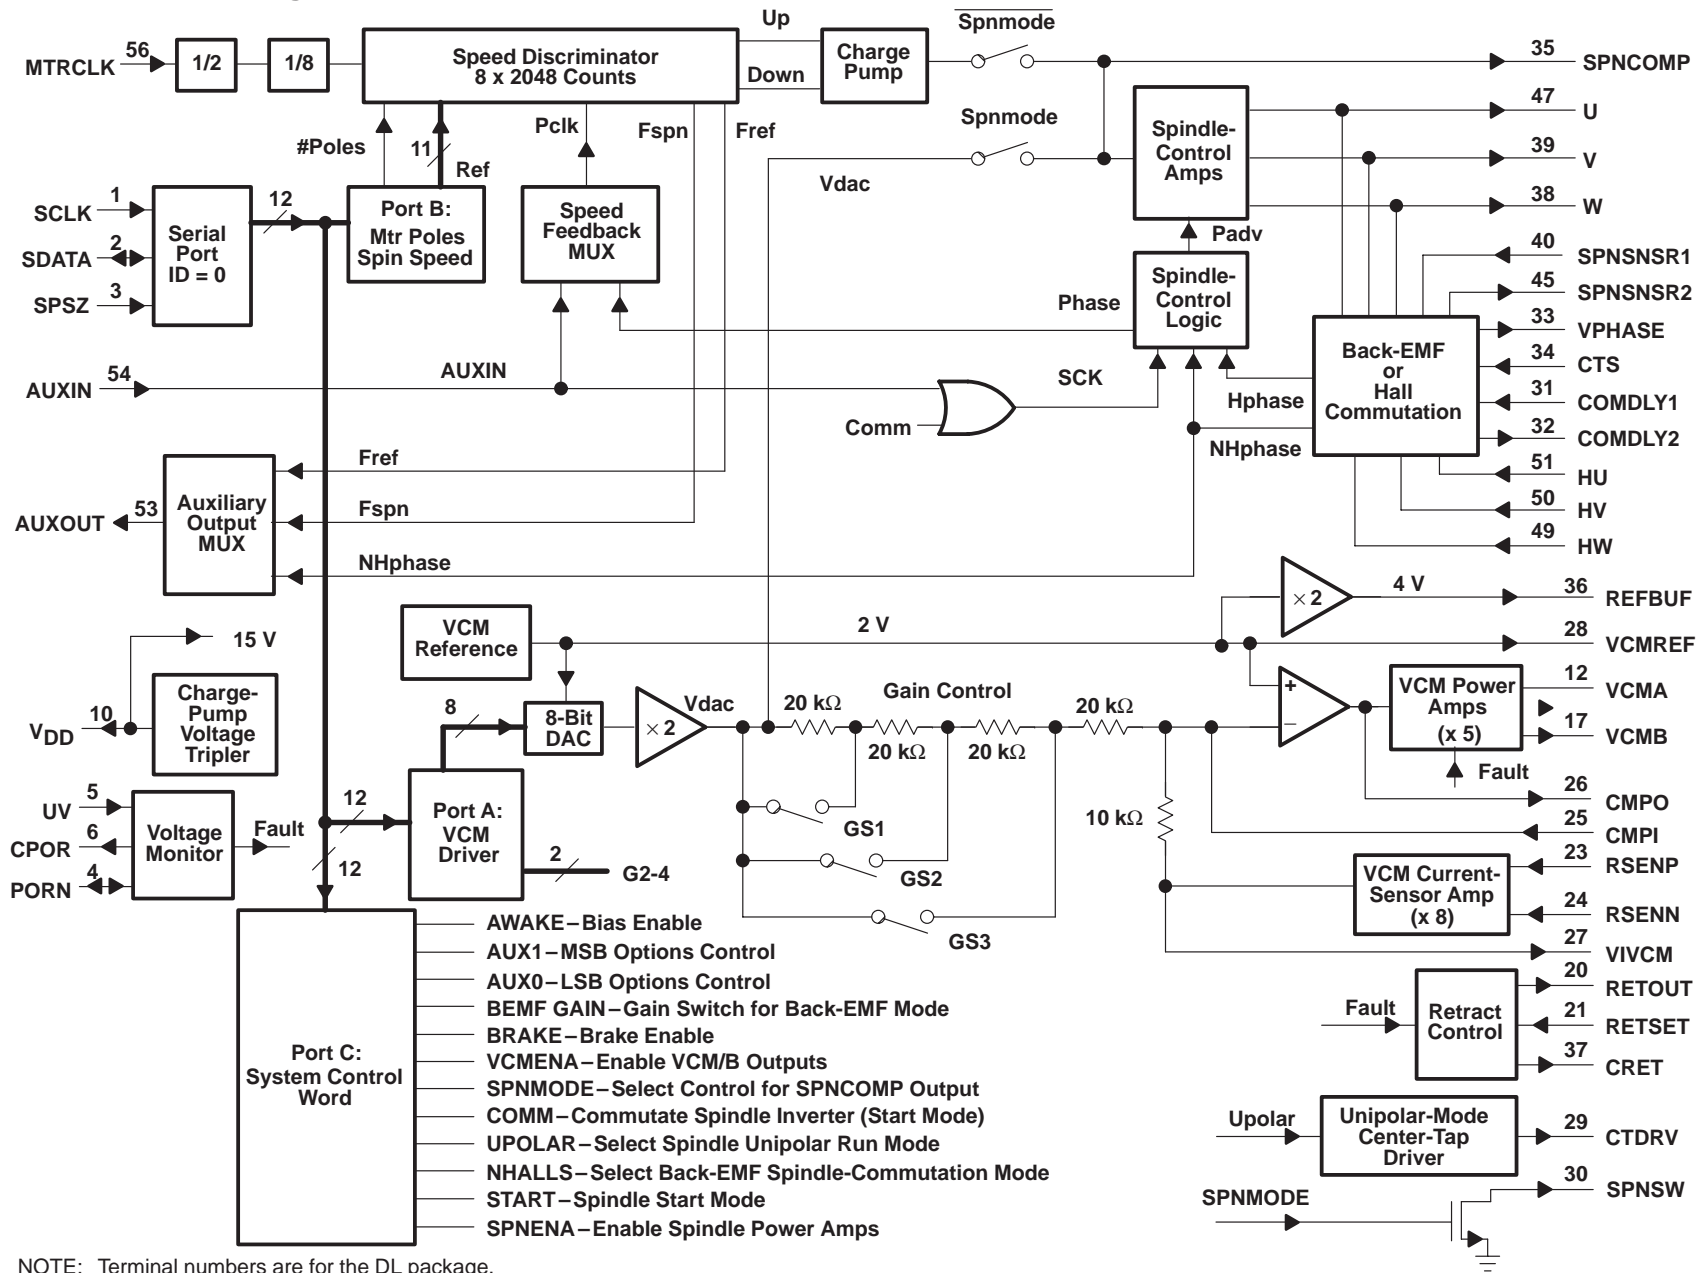 Up
Spnmode
MTRCLK
56
1/2
1/8
Speed Discriminator
8 x 2048 Counts
Down
Charge
Pump
35
SPNCOMP
47
U
#Poles
11
Ref
Pclk
Fspn
Fref
Spnmode
Vdac
Spindle-
Control
Amps
39
V
38
W
SCLK
1
SDATA
2
SPSZ
3
Serial
Port
ID = 0
12
Port B:
Mtr Poles
Spin Speed
Speed
Feedback
MUX
Padv
Phase
Spindle-
Control
Logic
40
SPNSNSR1
45
SPNSNSR2
33
VPHASE
34
CTS
31
COMDLY1
32
COMDLY2
51
HU
50
HV
49
HW
Back-EMF
or
Hall
Commutation
AUXIN
54
AUXIN
SCK
Comm
Hphase
NHphase
AUXOUT
53
Auxiliary
Output
MUX
Fref
Fspn
NHphase
VCM
Reference
2 V
× 2
4 V
36
REFBUF
28
VCMREF
15 V
VDD
10
Charge-
Pump
Voltage
Tripler
8
8-Bit
DAC
× 2
Vdac
20 kΩ
Gain Control
20 kΩ
20 kΩ
20 kΩ
+
–
VCM Power
Amps
(x 5)
12
VCMA
17
VCMB
Fault
UV
5
CPOR
6
PORN
4
Voltage
Monitor
Fault
12
12
Port A:
VCM
Driver
2
G2-4
GS1
GS2
GS3
10 kΩ
26
CMPO
25
CMPI
23
RSENP
24
RSENN
VCM Current-
Sensor Amp
(x 8)
27
VIVCM
20
RETOUT
21
RETSET
37
CRET
Fault
Retract
Control
Port C:
System Control
Word
AWAKE–Bias Enable
AUX1–MSB Options Control
AUX0–LSB Options Control
BEMF GAIN–Gain Switch for Back-EMF Mode
BRAKE–Brake Enable
VCMENA–Enable VCM/B Outputs
SPNMODE–Select Control for SPNCOMP Output
COMM–Commutate Spindle Inverter (Start Mode)
UPOLAR–Select Spindle Unipolar Run Mode
NHALLS–Select Back-EMF Spindle-Commutation Mode
START–Spindle Start Mode
SPNENA–Enable Spindle Power Amps
Upolar
Unipolar-Mode
Center-Tap
Driver
29
CTDRV
SPNMODE
30
SPNSW
NOTE: Terminal numbers are for the DL package.